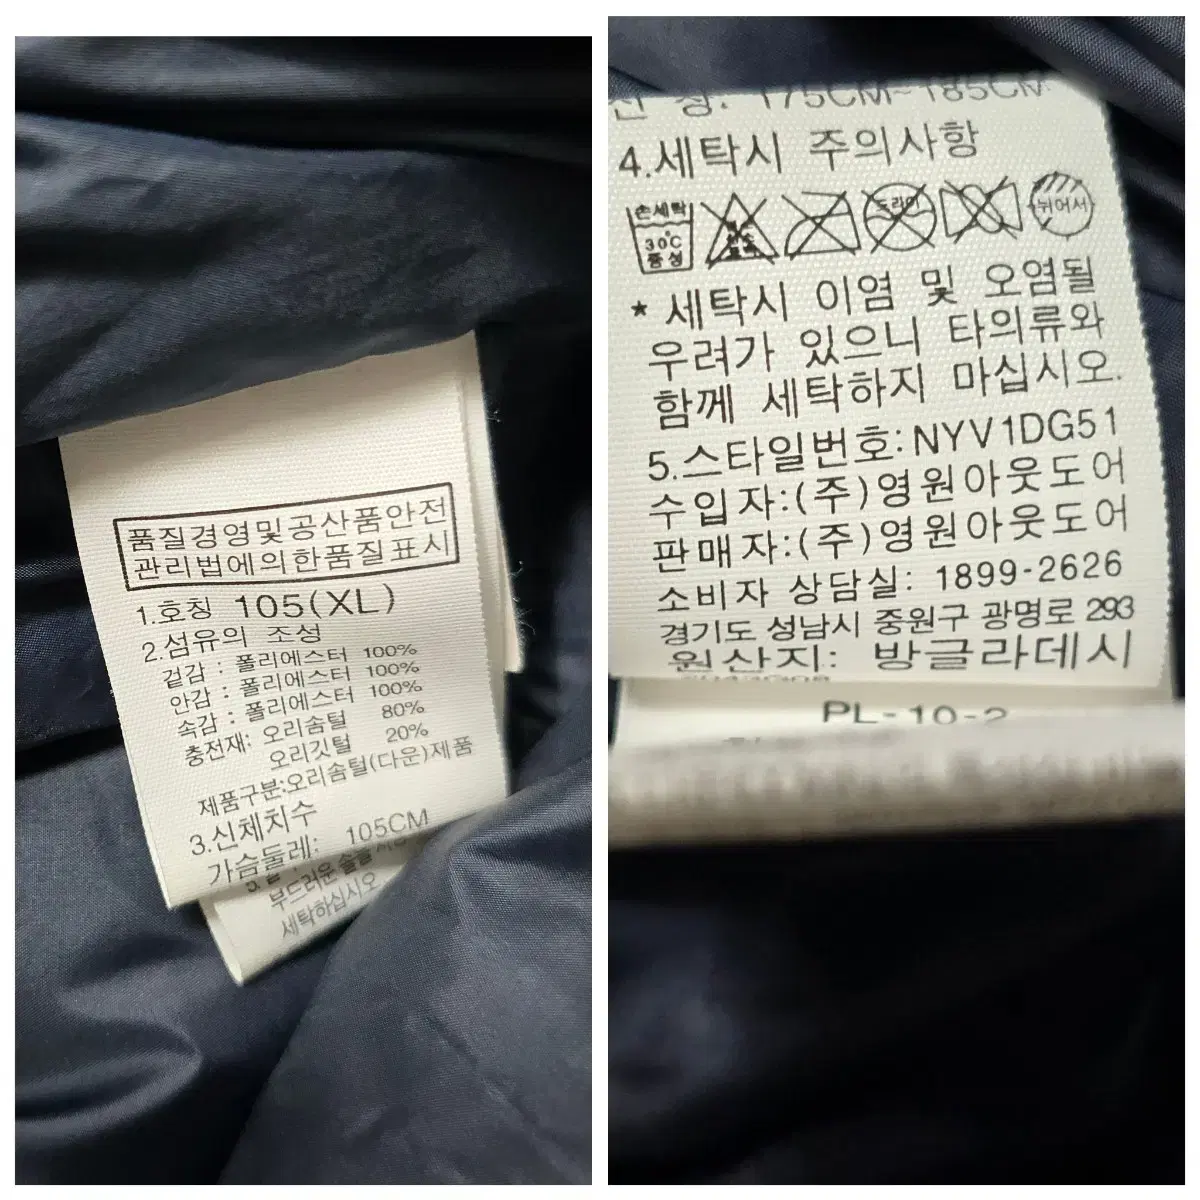 품질경영및공산품안전
관리법에의한품질표시
1.호칭 105(XL)
2.섬유의 조성
겉감 : 폴리에스터 100%
안감 : 폴리에스터 100%
속감 : 폴리에스터 100%
충전재: 오리솜털 80%
오리깃털 20%
제품구분:오리솜털(다운)제품
3.신체치수
가슴둘레: 105CM
부드러운 솔을
세탁하십시오
신 장: 175CM~185CM
4.세탁시 주의사항
손세탁
30℃
중성
드라이
뉘어서
* 세탁시 이염 및 오염될
우려가 있으니 타의류와
함께 세탁하지 마십시오.
5.스타일번호:NYV1DG51
수입자:(주)영원아웃도어
판매자:(주)영원아웃도어
소비자 상담실: 1899-2626
경기도 성남시 중원구 광명로 293
원산지: 방글라데시
PL-10-2